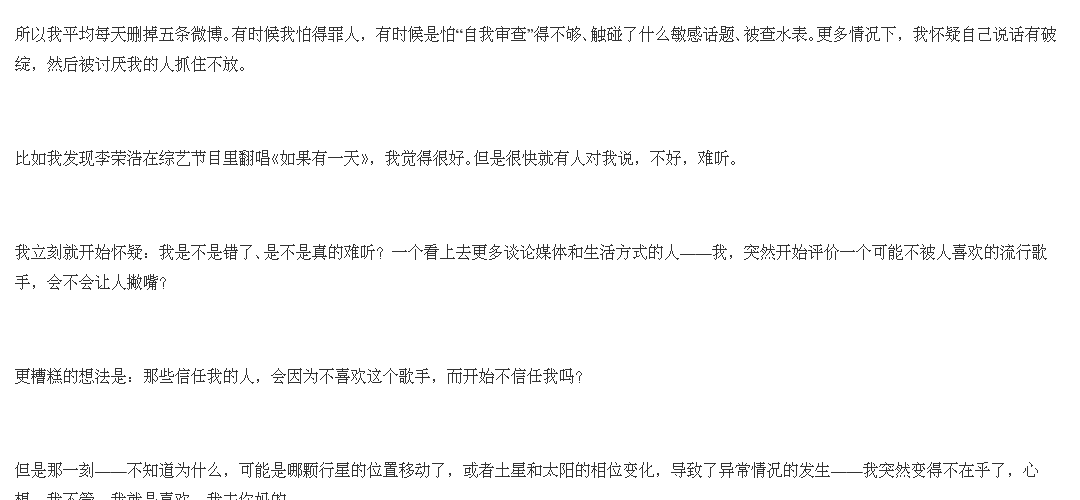 所以我平均每天删掉五条微博。有时候我怕得罪人，有时候是怕“自我审查”得不够、触碰了什么敏感话题、被查水表。更多情况下，我怀疑自己说话有破
绽，然后被讨厌我的人抓住不放。
比如我发现李荣浩在综艺节目里翻唱《如果有一天》，我觉得很好。但是很快就有人对我说，不好，难听。
我立刻就开始怀疑：我是不是错了、是不是真的难听？一个看上去更多谈论媒体和生活方式的人——我，突然开始评价一个可能不被人喜欢的流行歌
手，会不会让人撇嘴？
更糟糕的想法是：那些信任我的人，会因为不喜欢这个歌手，而开始不信任我吗？
但是那一刻——不知道为什么，可能是哪颗行星的位置移动了，或者土星和太阳的相位变化，导致了异常情况的发生——我突然变得不在乎了，心
想，我不管，我就是喜欢，我去你妈的。